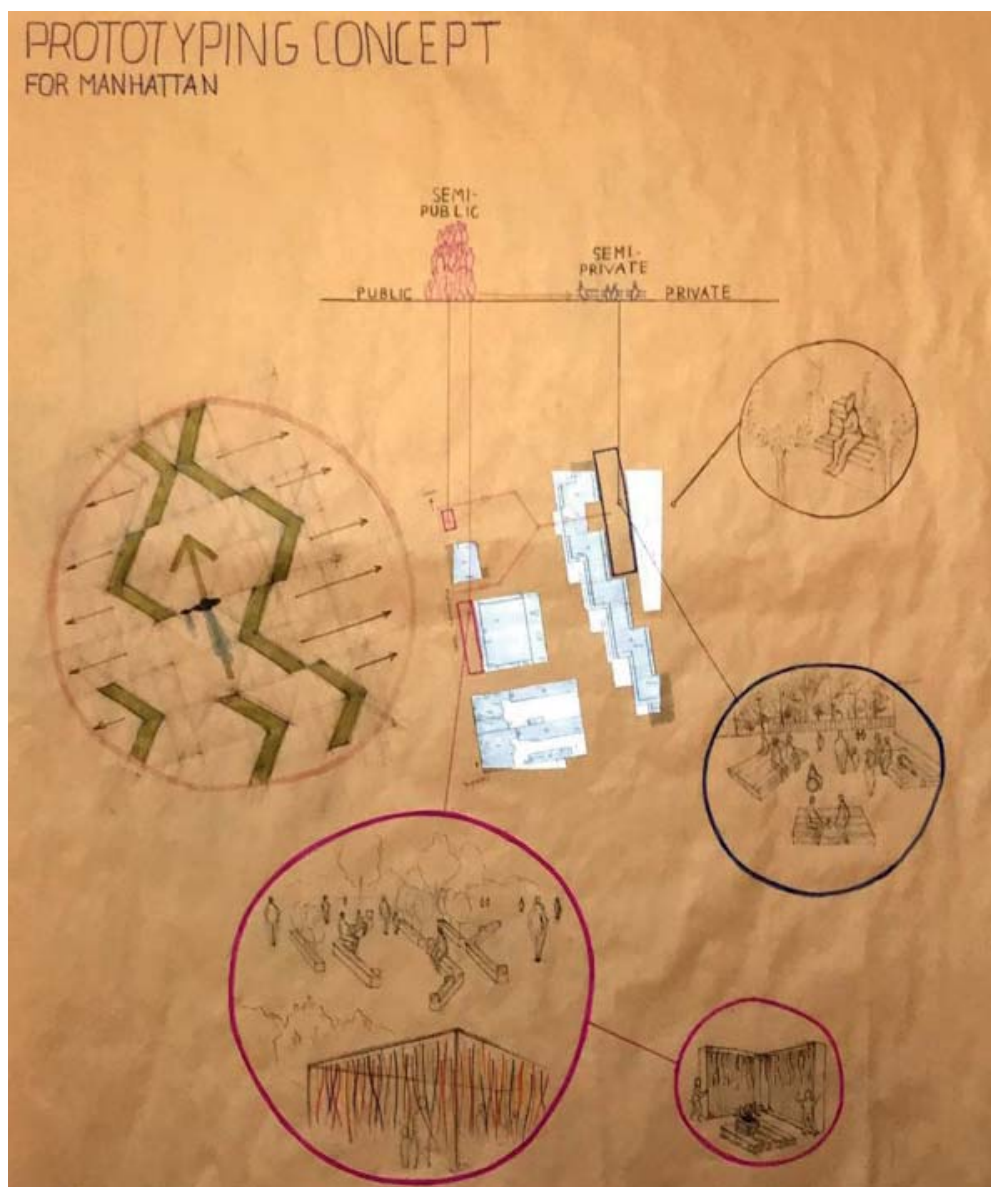 PROTOTYPING CONCEPT
FOR MANHATTAN
SEMI-
PUBLIC
SEMI-
PRIVATE
PUBLIC
PRIVATE